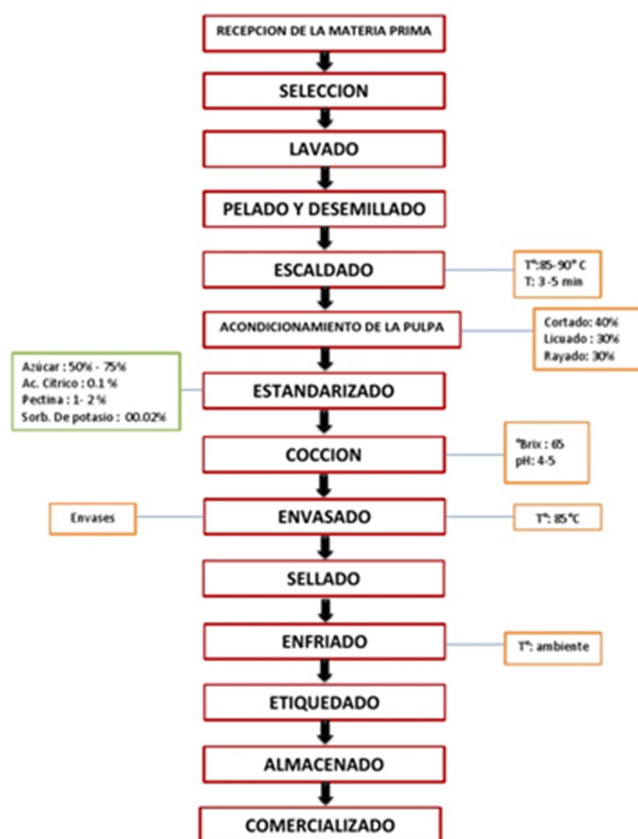 RECEPCION DE LA MATERIA PRIMA
SELECCION
LAVADO
PELADO Y DESEMILLADO
ESCALDADO
T°:85-90° C
T: 3-5 min
ACONDICIONAMIENTO DE LA PULPA
Cortado: 40%
Licuado : 30%
Rayado: 30%
Azúcar : 50% - 75%
Ac. Cítrico : 0.1 %
Pectina : 1- 2 %
Sorb. De potasio : 00.02%
ESTANDARIZADO
COCCION
°Brix : 65
pH: 4-5
Envases
ENVASADO
T°: 85°C
SELLADO
ENFRIADO
T°: ambiente
ETIQUEDADO
ALMACENADO
COMERCIALIZADO